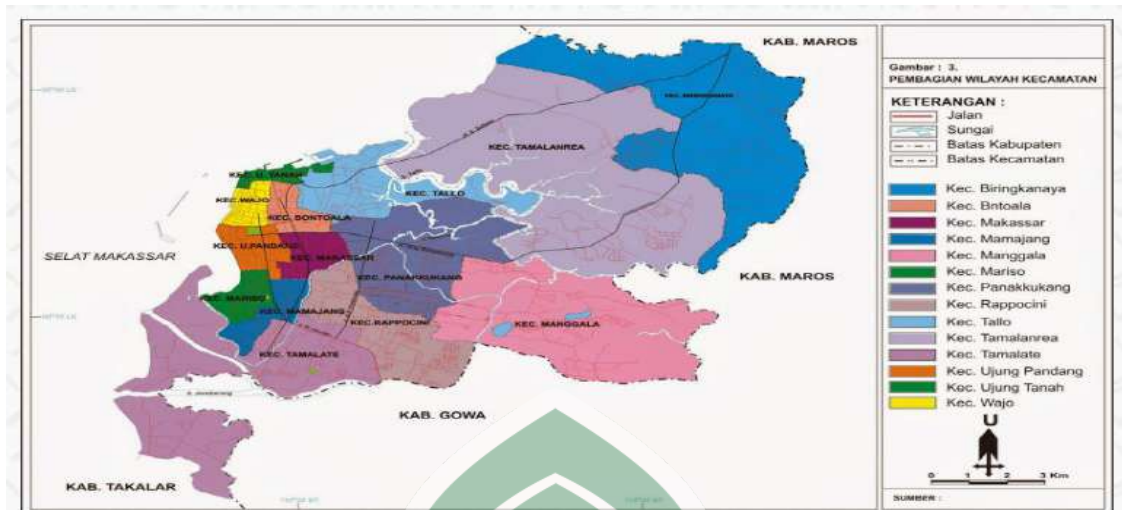 KAB. MAROS
KEC. TAMALANREA
KEC. U. TANAH
KEC. TALLO
KEC.WAJO
KEC. BONTOALA
SELAT MAKASSAR
KEC. U.PANDANG
KEC. MAKASSAR
KEC. PANAKKUKANG
KAB. MAROS
KEC. MARISO
KEC. MAMAJANG
KEC.RAPPOCINI
KEC. MANGGALA
KEC. TAMALATE
KAB. GOWA
KAB. TAKALAR
Gambar : 3.
PEMBAGIAN WILAYAH KECAMATAN
KETERANGAN :
Jalan
Sungai
Batas Kabupaten
Batas Kecamatan
Kec. Biringkanaya
Kec. Bntoala
Kec. Makassar
Kec. Mamajang
Kec. Manggala
Kec. Mariso
Kec. Panakkukang
Kec. Rappocini
Kec. Tallo
Kec. Tamalanrea
Kec. Tamalate
Kec. Ujung Pandang
Kec. Ujung Tanah
Kec. Wajo
U
0 1 2 3 Km
SUMBER :